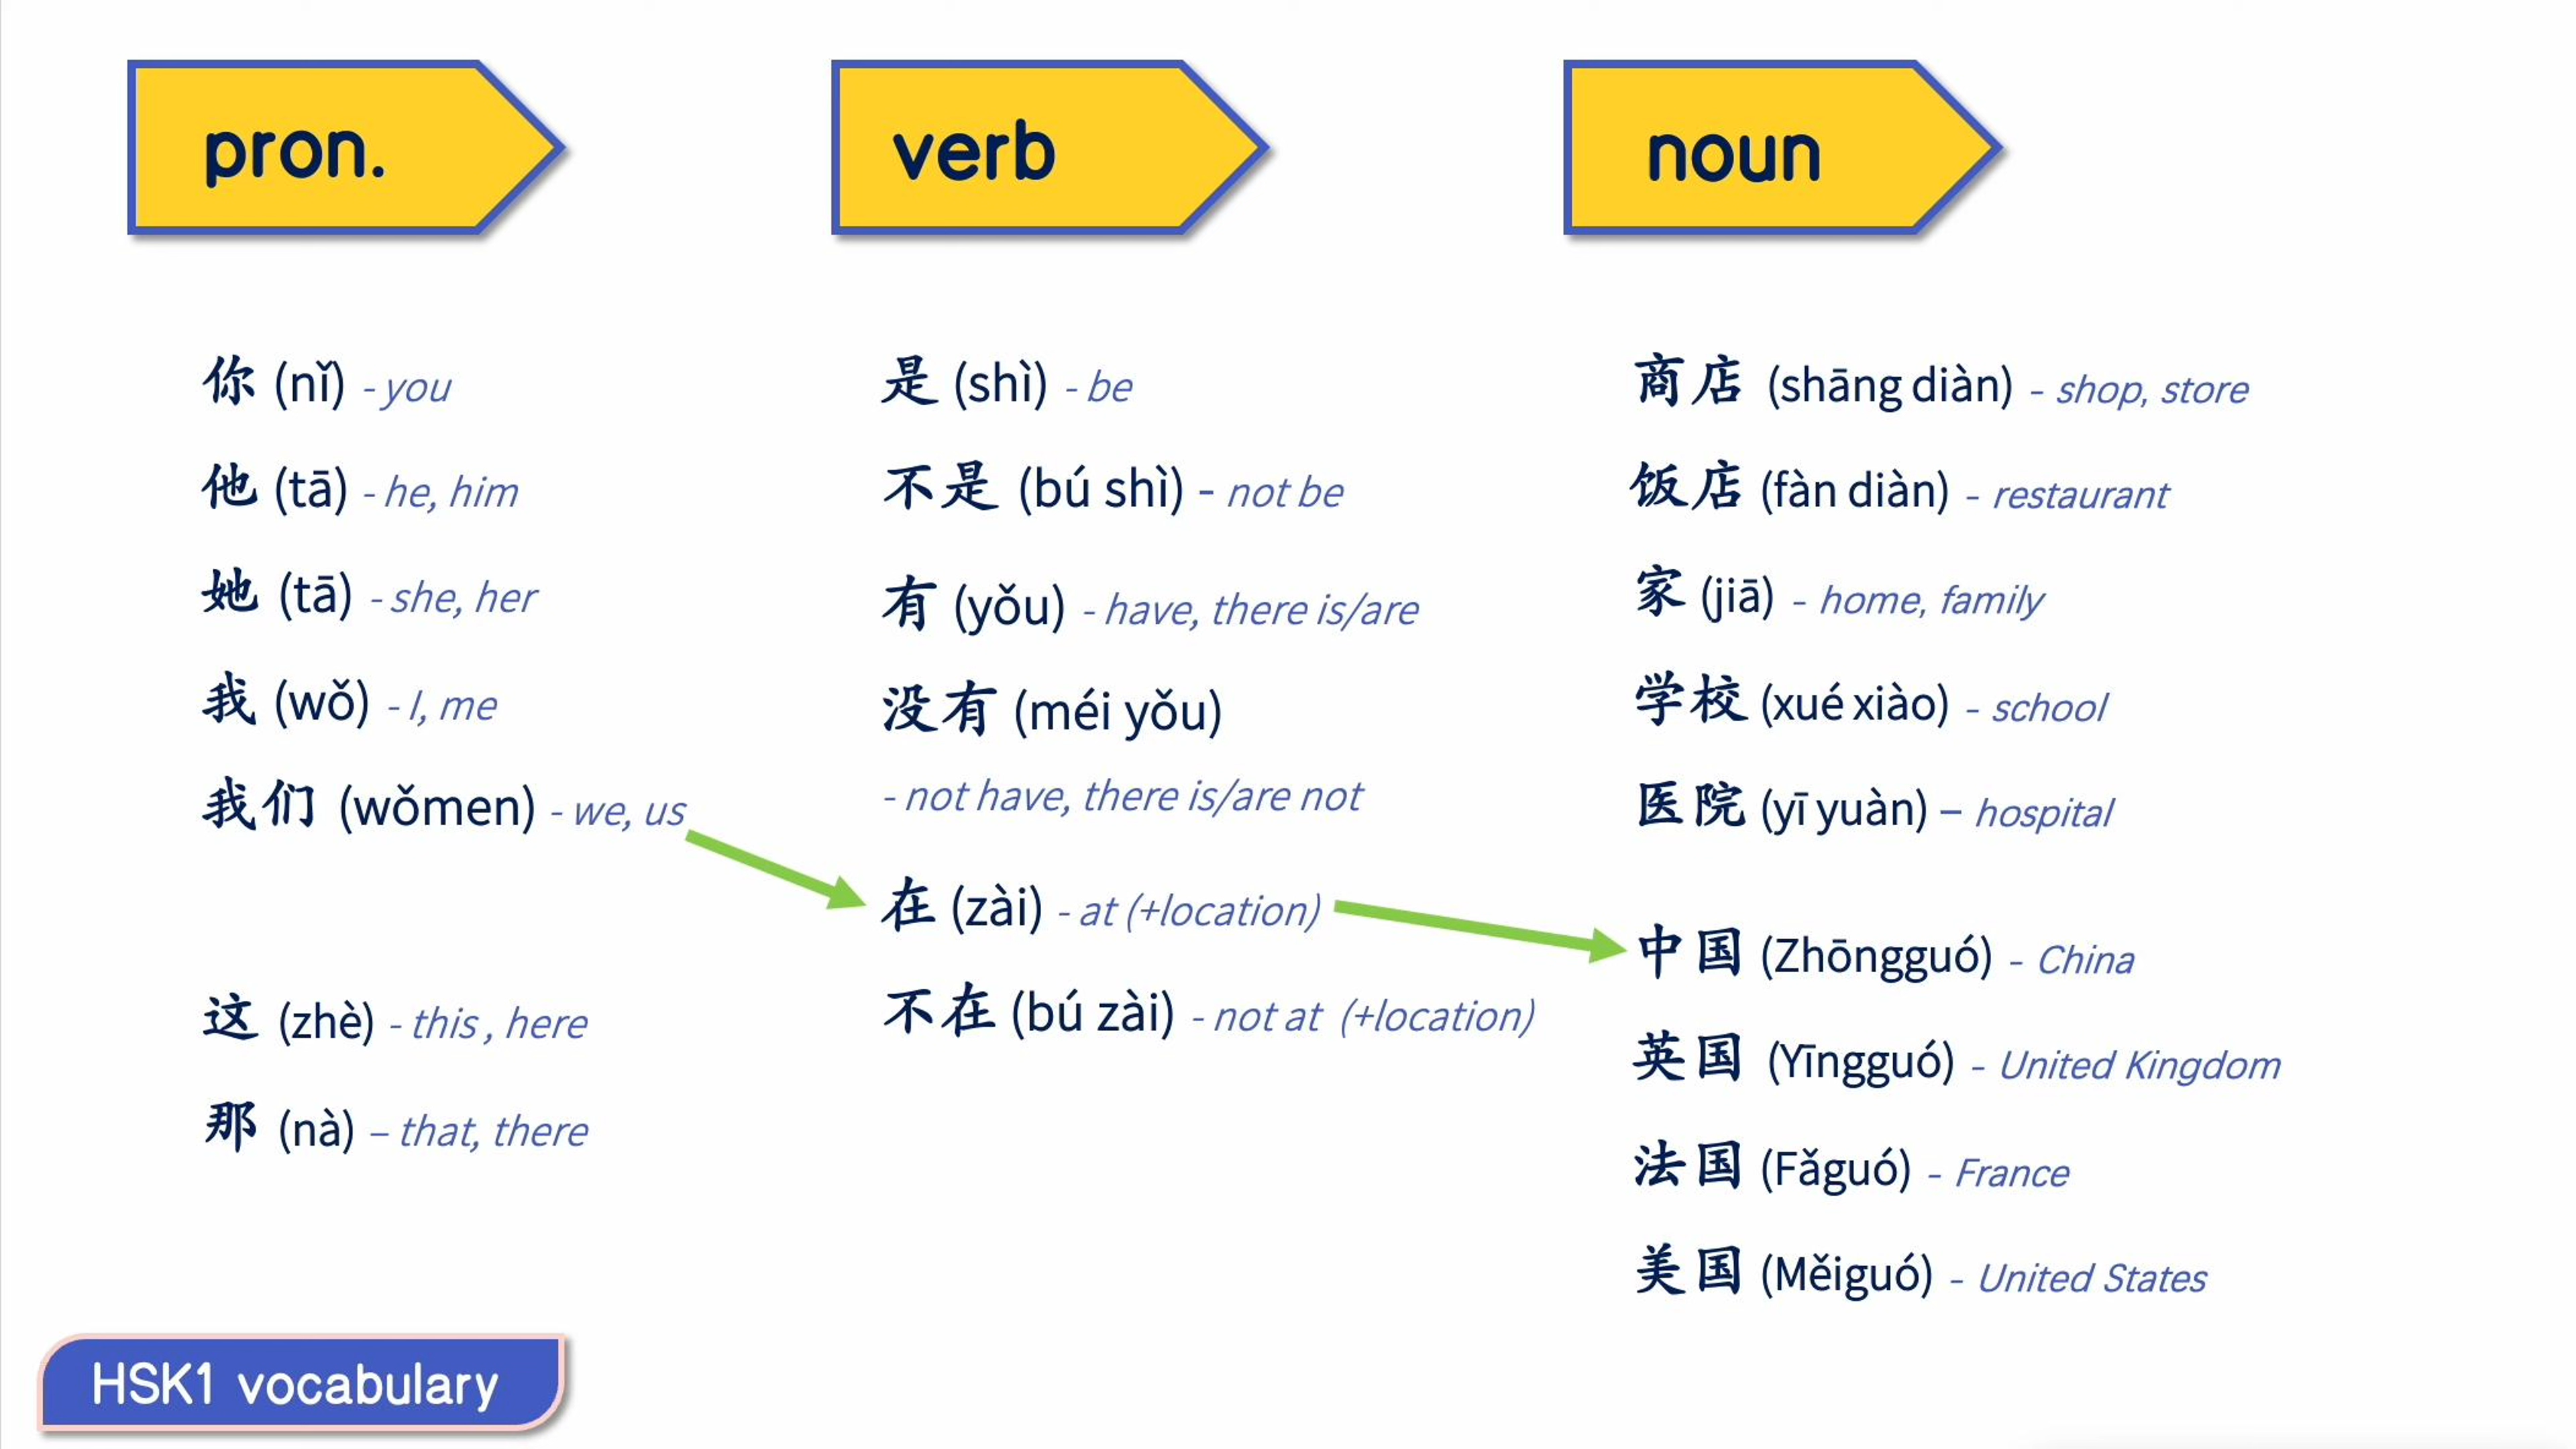 pron.
你 (nǐ) - you
他 (tā) - he, him
她 (tā) - she, her
我 (wǒ) - I, me
我们 (wǒmen) - we, us
这 (zhè) - this , here
那 (nà) – that, there
verb
是 (shì) - be
不是 (bú shì) - not be
有 (yǒu) - have, there is/are
没有 (méi yǒu)
- not have, there is/are not
在 (zài) - at (+location)
不在 (bú zài) - not at (+location)
noun
商店 (shāng diàn) - shop, store
饭店 (fàn diàn) - restaurant
家 (jiā) - home, family
学校 (xué xiào) - school
医院 (yī yuàn) – hospital
中国 (Zhōngguó) - China
英国 (Yīngguó) - United Kingdom
法国 (Fǎguó) - France
美国 (Měiguó) - United States
HSK1 vocabulary